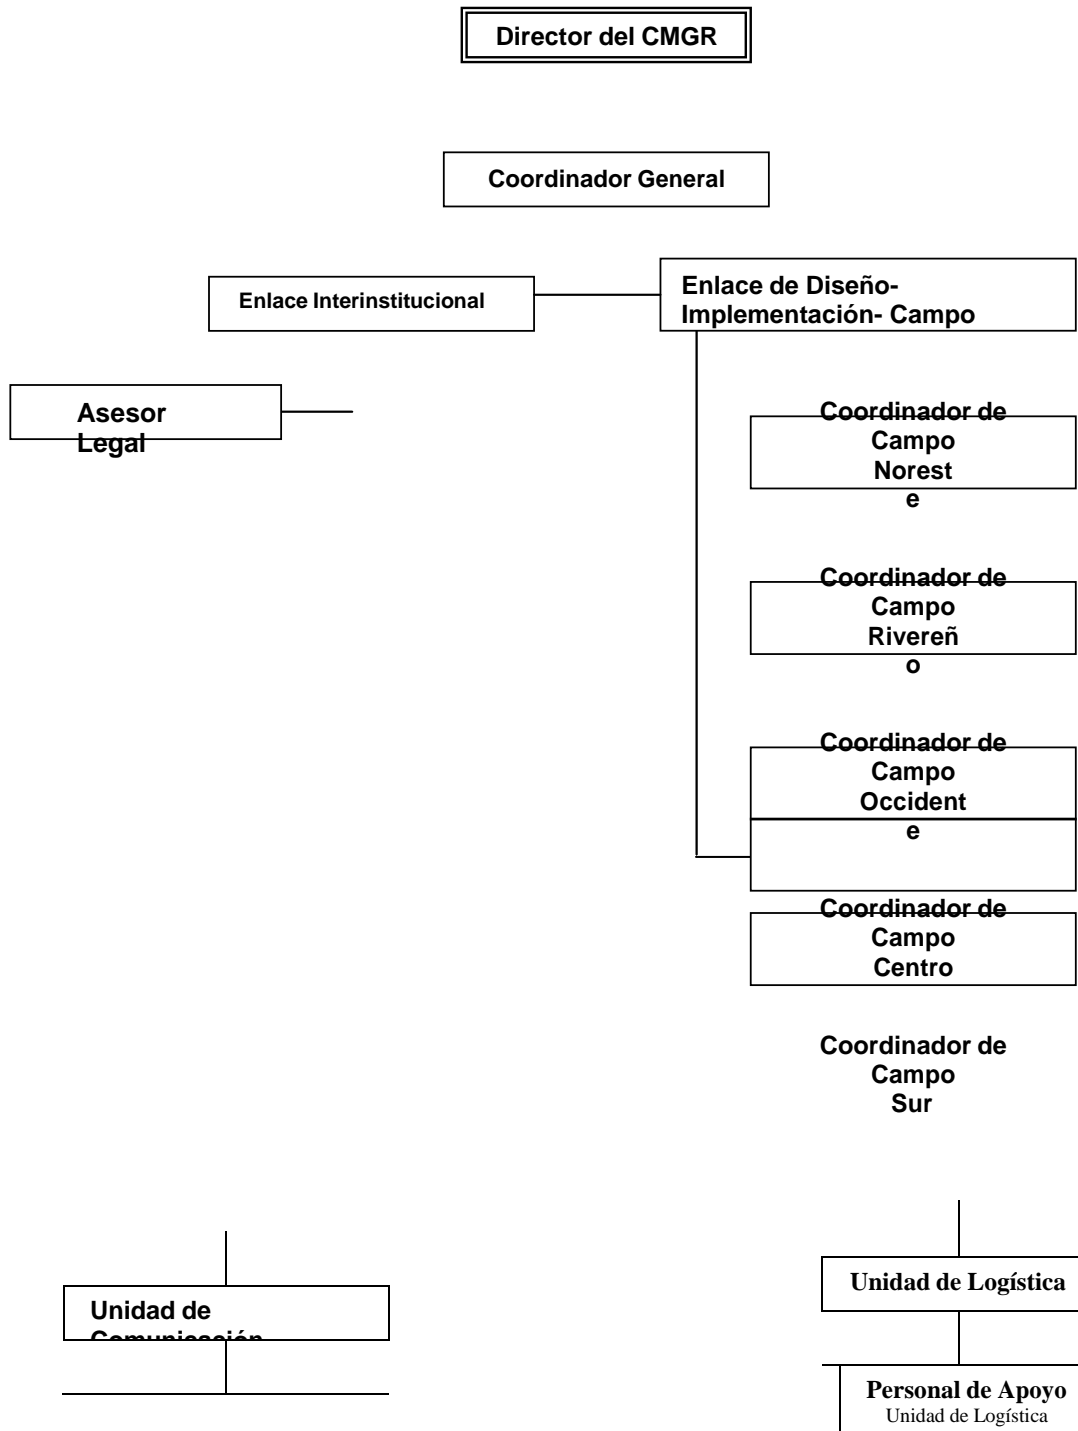 Director del CMGR
Coordinador General
Enlace Interinstitucional
Enlace de Diseño-
Implementación- Campo
Asesor
Legal
Coordinador de
Campo
Norest
e
Coordinador de
Campo
Rivereñ
o
Coordinador de
Campo
Occident
e
Coordinador de
Campo
Centro
Coordinador de
Campo
Sur
Unidad de
Comunicación
Unidad de Logística
Personal de Apoyo
Unidad de Logística